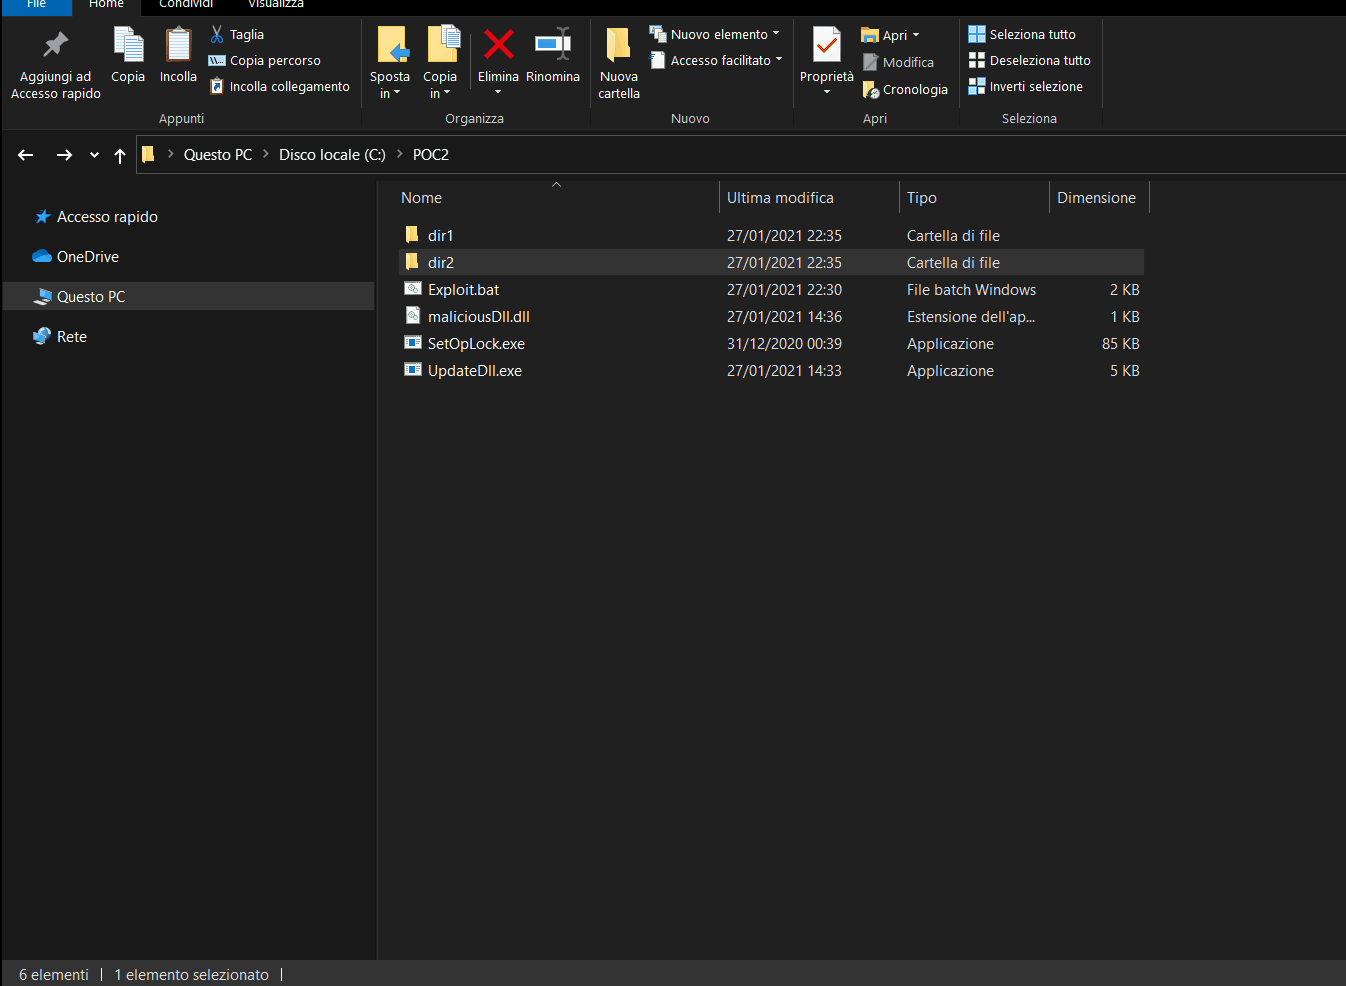 File Home Condividi Visualizza
Aggiungi ad
Accesso rapido
Copia
Incolla
Taglia
Copia percorso
Incolla collegamento
Appunti
Sposta
in
Copia
in
Elimina
Rinomina
Organizza
Nuova
cartella
Nuovo elemento
Accesso facilitato
Nuovo
Proprietà
Apri
Modifica
Cronologia
Apri
Seleziona tutto
Deseleziona tutto
Inverti selezione
Seleziona
Questo PC > Disco locale (C:) > POC2
Accesso rapido
OneDrive
Questo PC
Rete
Nome Ultima modifica Tipo Dimensione
dir1 27/01/2021 22:35 Cartella di file
dir2 27/01/2021 22:35 Cartella di file
Exploit.bat 27/01/2021 22:30 File batch Windows 2 KB
maliciousDll.dll 27/01/2021 14:36 Estensione dell'ap... 1 KB
SetOpLock.exe 31/12/2020 00:39 Applicazione 85 KB
UpdateDll.exe 27/01/2021 14:33 Applicazione 5 KB
6 elementi | 1 elemento selezionato |